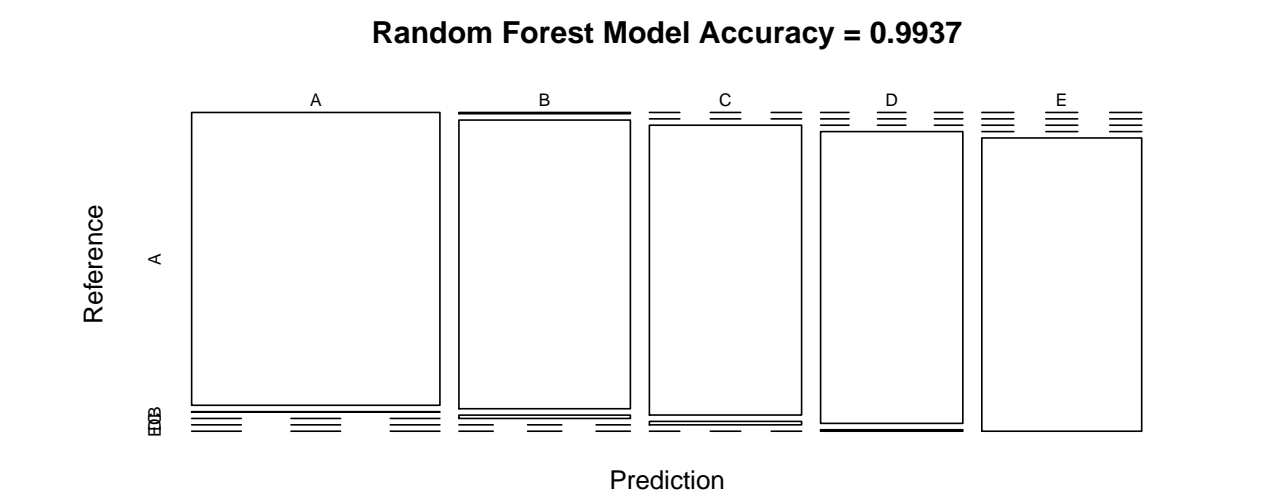 Random Forest Model Accuracy = 0.9937
A B C D E
Reference
A
B
Prediction